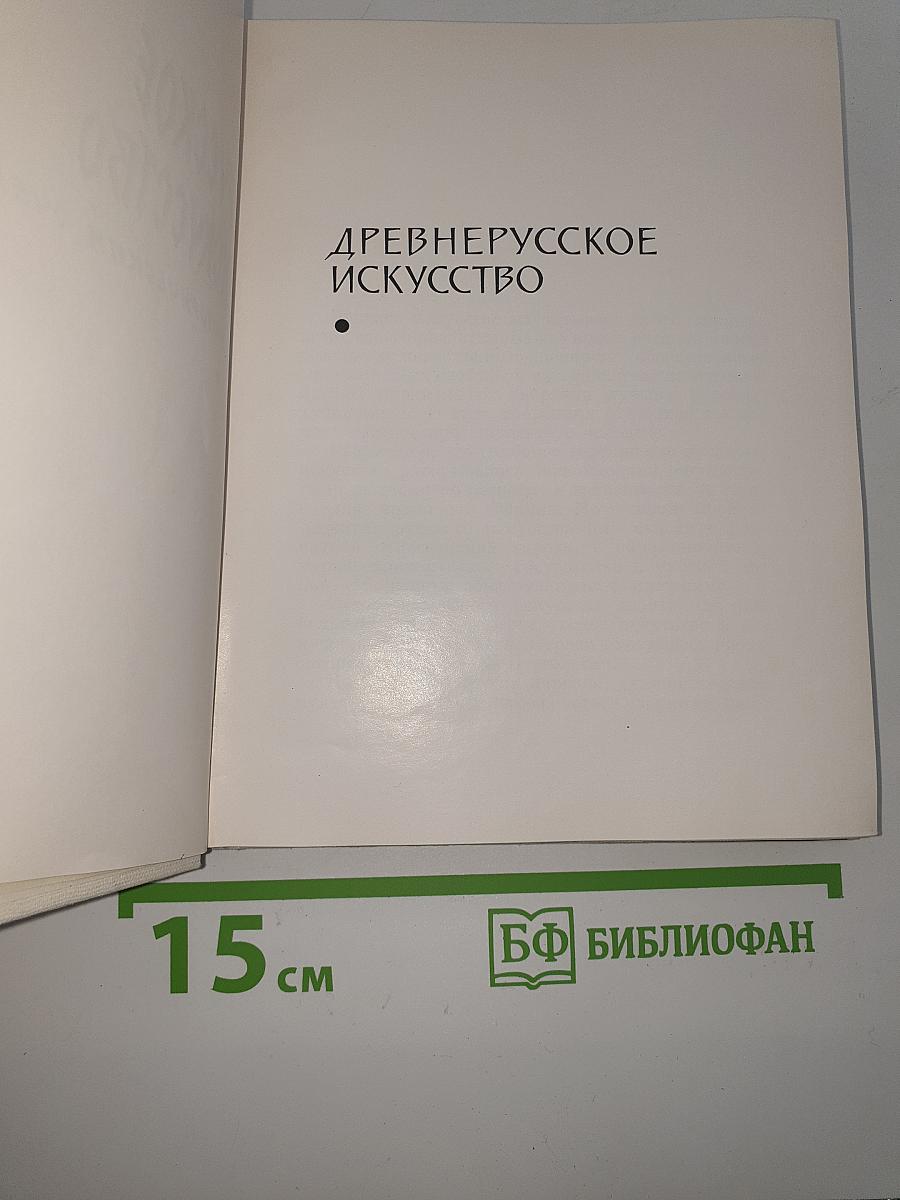 ДРЕВНЕРУССКОЕ
ИСКУССТВО
15 см
БФ БИБЛИОФАН